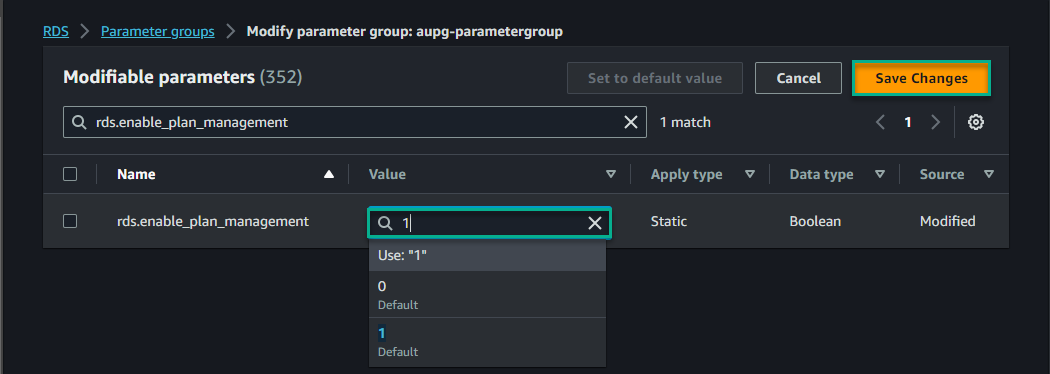 RDS > Parameter groups > Modify parameter group: aupg-parametergroup
Modifiable parameters (352) Set to default value Cancel Save Changes
rds.enable_plan_management 1 match 1
Name Value Apply type Data type Source
rds.enable_plan_management 1 Static Boolean Modified
Use: "1"
0
Default
1
Default